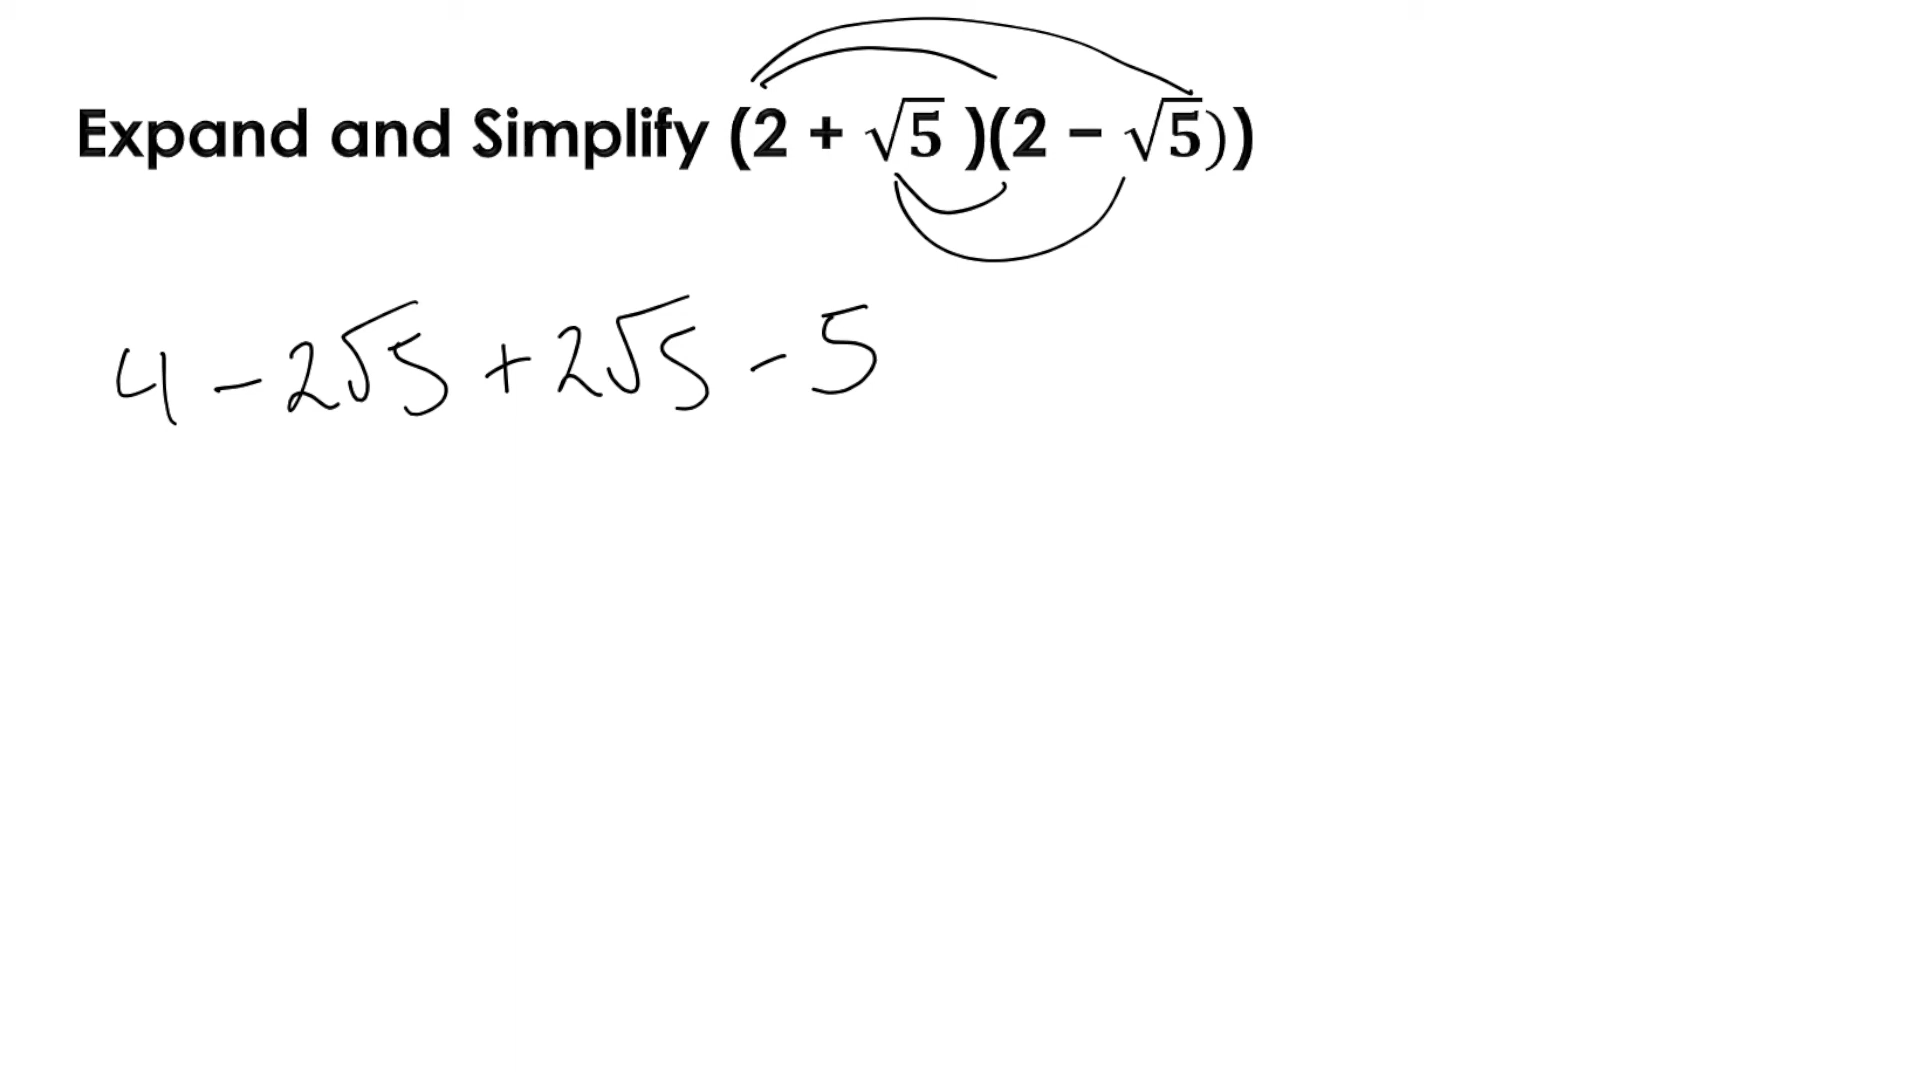 Expand and Simplify (2 + √5 )(2 − √5))
4 - 2√5 + 2√5 - 5